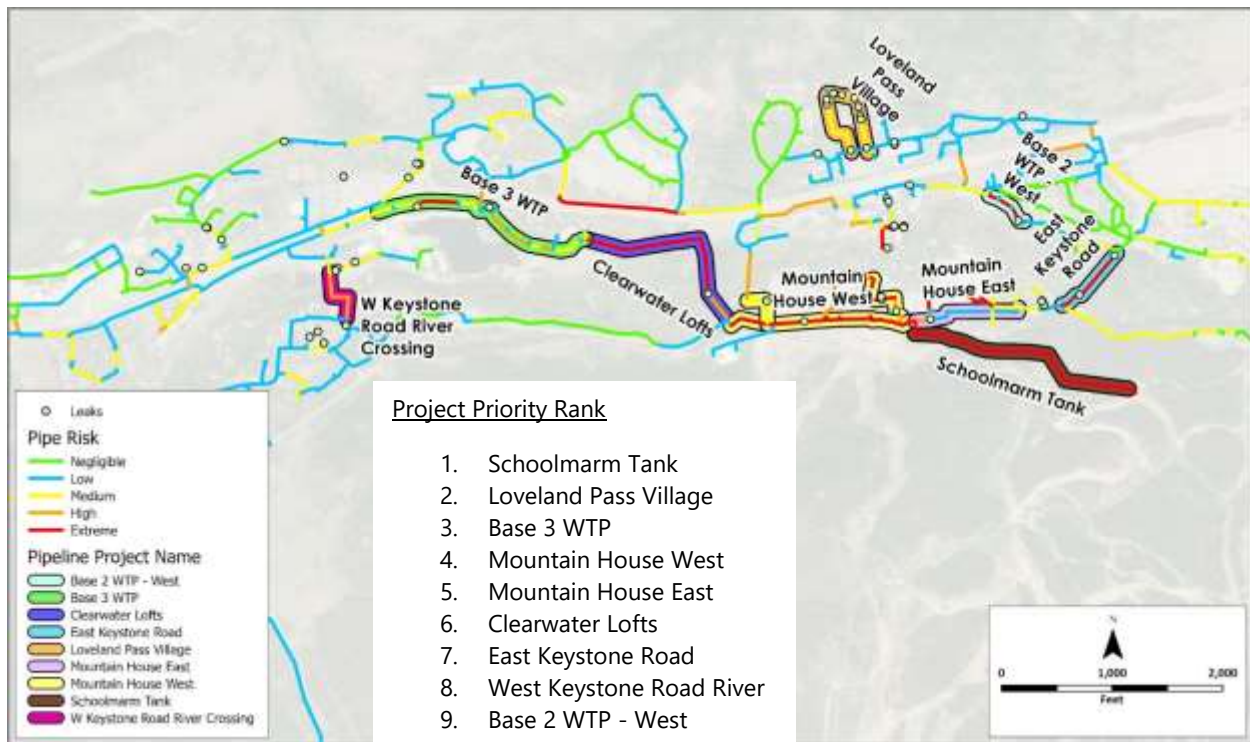 Loveland
Pass
Village
Base 2
WTP -
West
East
Keystone
Road
Base 3 WTP
Clearwater Lofts
Mountain
House West
Mountain
House East
W Keystone
Road River
Crossing
Schoolmarm Tank
Leaks
Pipe Risk
Negligible
Low
Medium
High
Extreme
Pipeline Project Name
Base 2 WTP - West
Base 3 WTP
Clearwater Lofts
East Keystone Road
Loveland Pass Village
Mountain House East
Mountain House West
Schoolmarm Tank
W Keystone Road River Crossing
Project Priority Rank
1. Schoolmarm Tank
2. Loveland Pass Village
3. Base 3 WTP
4. Mountain House West
5. Mountain House East
6. Clearwater Lofts
7. East Keystone Road
8. West Keystone Road River
9. Base 2 WTP - West
N
0 1,000 2,000
Feet